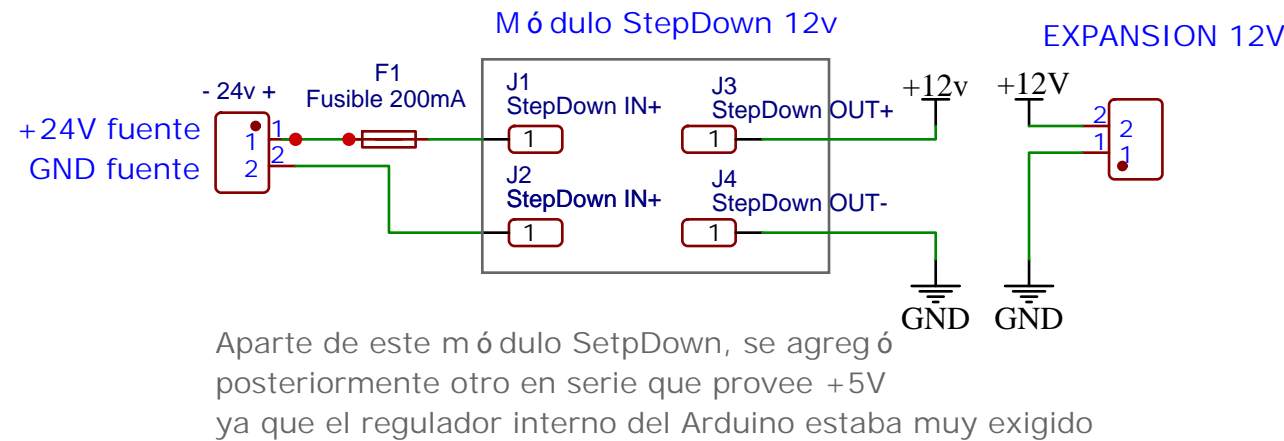 Módulo StepDown 12v
EXPANSION 12V
F1
Fusible 200mA
- 24v +
+24V fuente
GND fuente
1
2
1
2
J1
StepDown IN+
1
J2
StepDown IN+
1
J3
StepDown OUT+
1
J4
StepDown OUT-
1
+12v
GND
+12V
GND
2
1
2
1
Aparte de este módulo SetpDown, se agregó
posteriormente otro en serie que provee +5V
ya que el regulador interno del Arduino estaba muy exigido